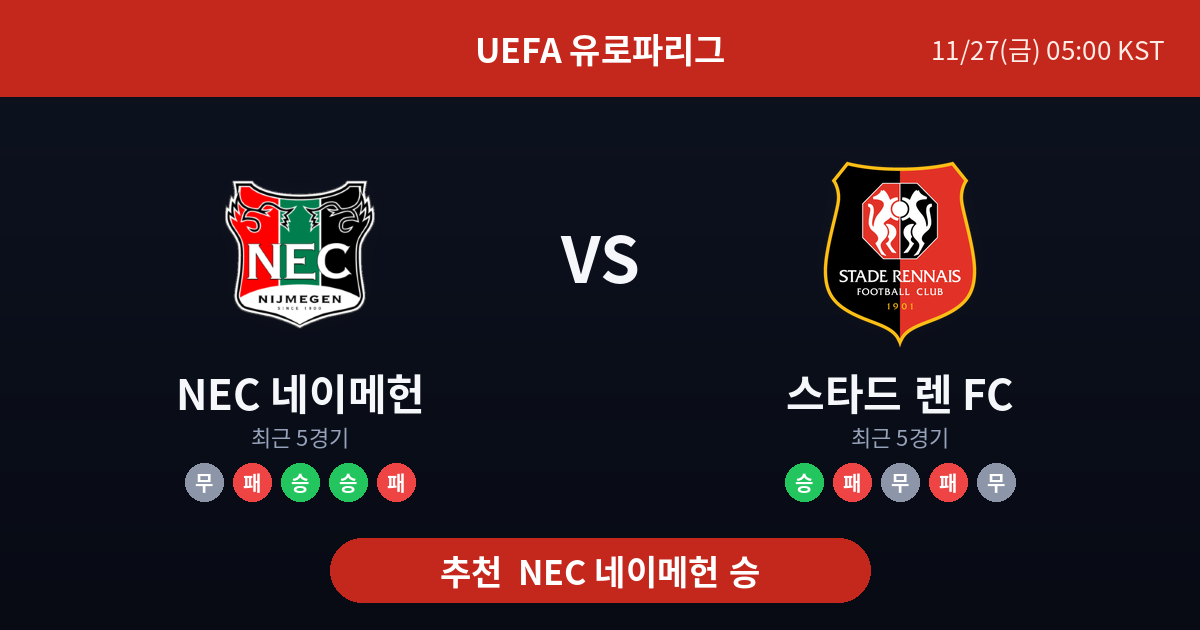 UEFA 유로파리그
11/27(금) 05:00 KST
NEC
NIJMEGEN
SINCE 1900
VS
STADE RENNAIS
FOOTBALL CLUB
1901
NEC 네이메헌
스타드 렌 FC
최근 5경기
최근 5경기
무 패 승 승 패
승 패 무 패 무
추천 NEC 네이메헌 승